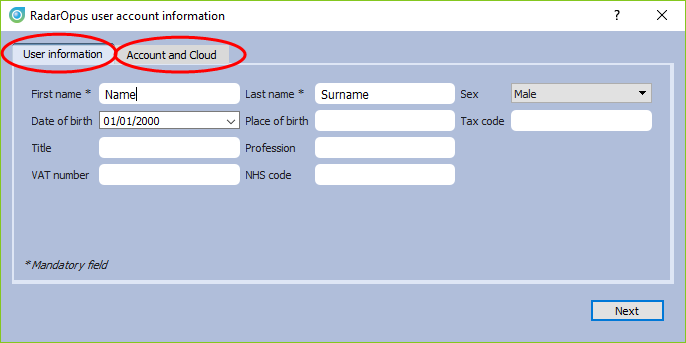 RadarOpus user account information ?
User information Account and Cloud
First name * Name Last name * Surname Sex Male
Date of birth 01/01/2000 Place of birth Tax code
Title Profession
VAT number NHS code
*Mandatory field
Next